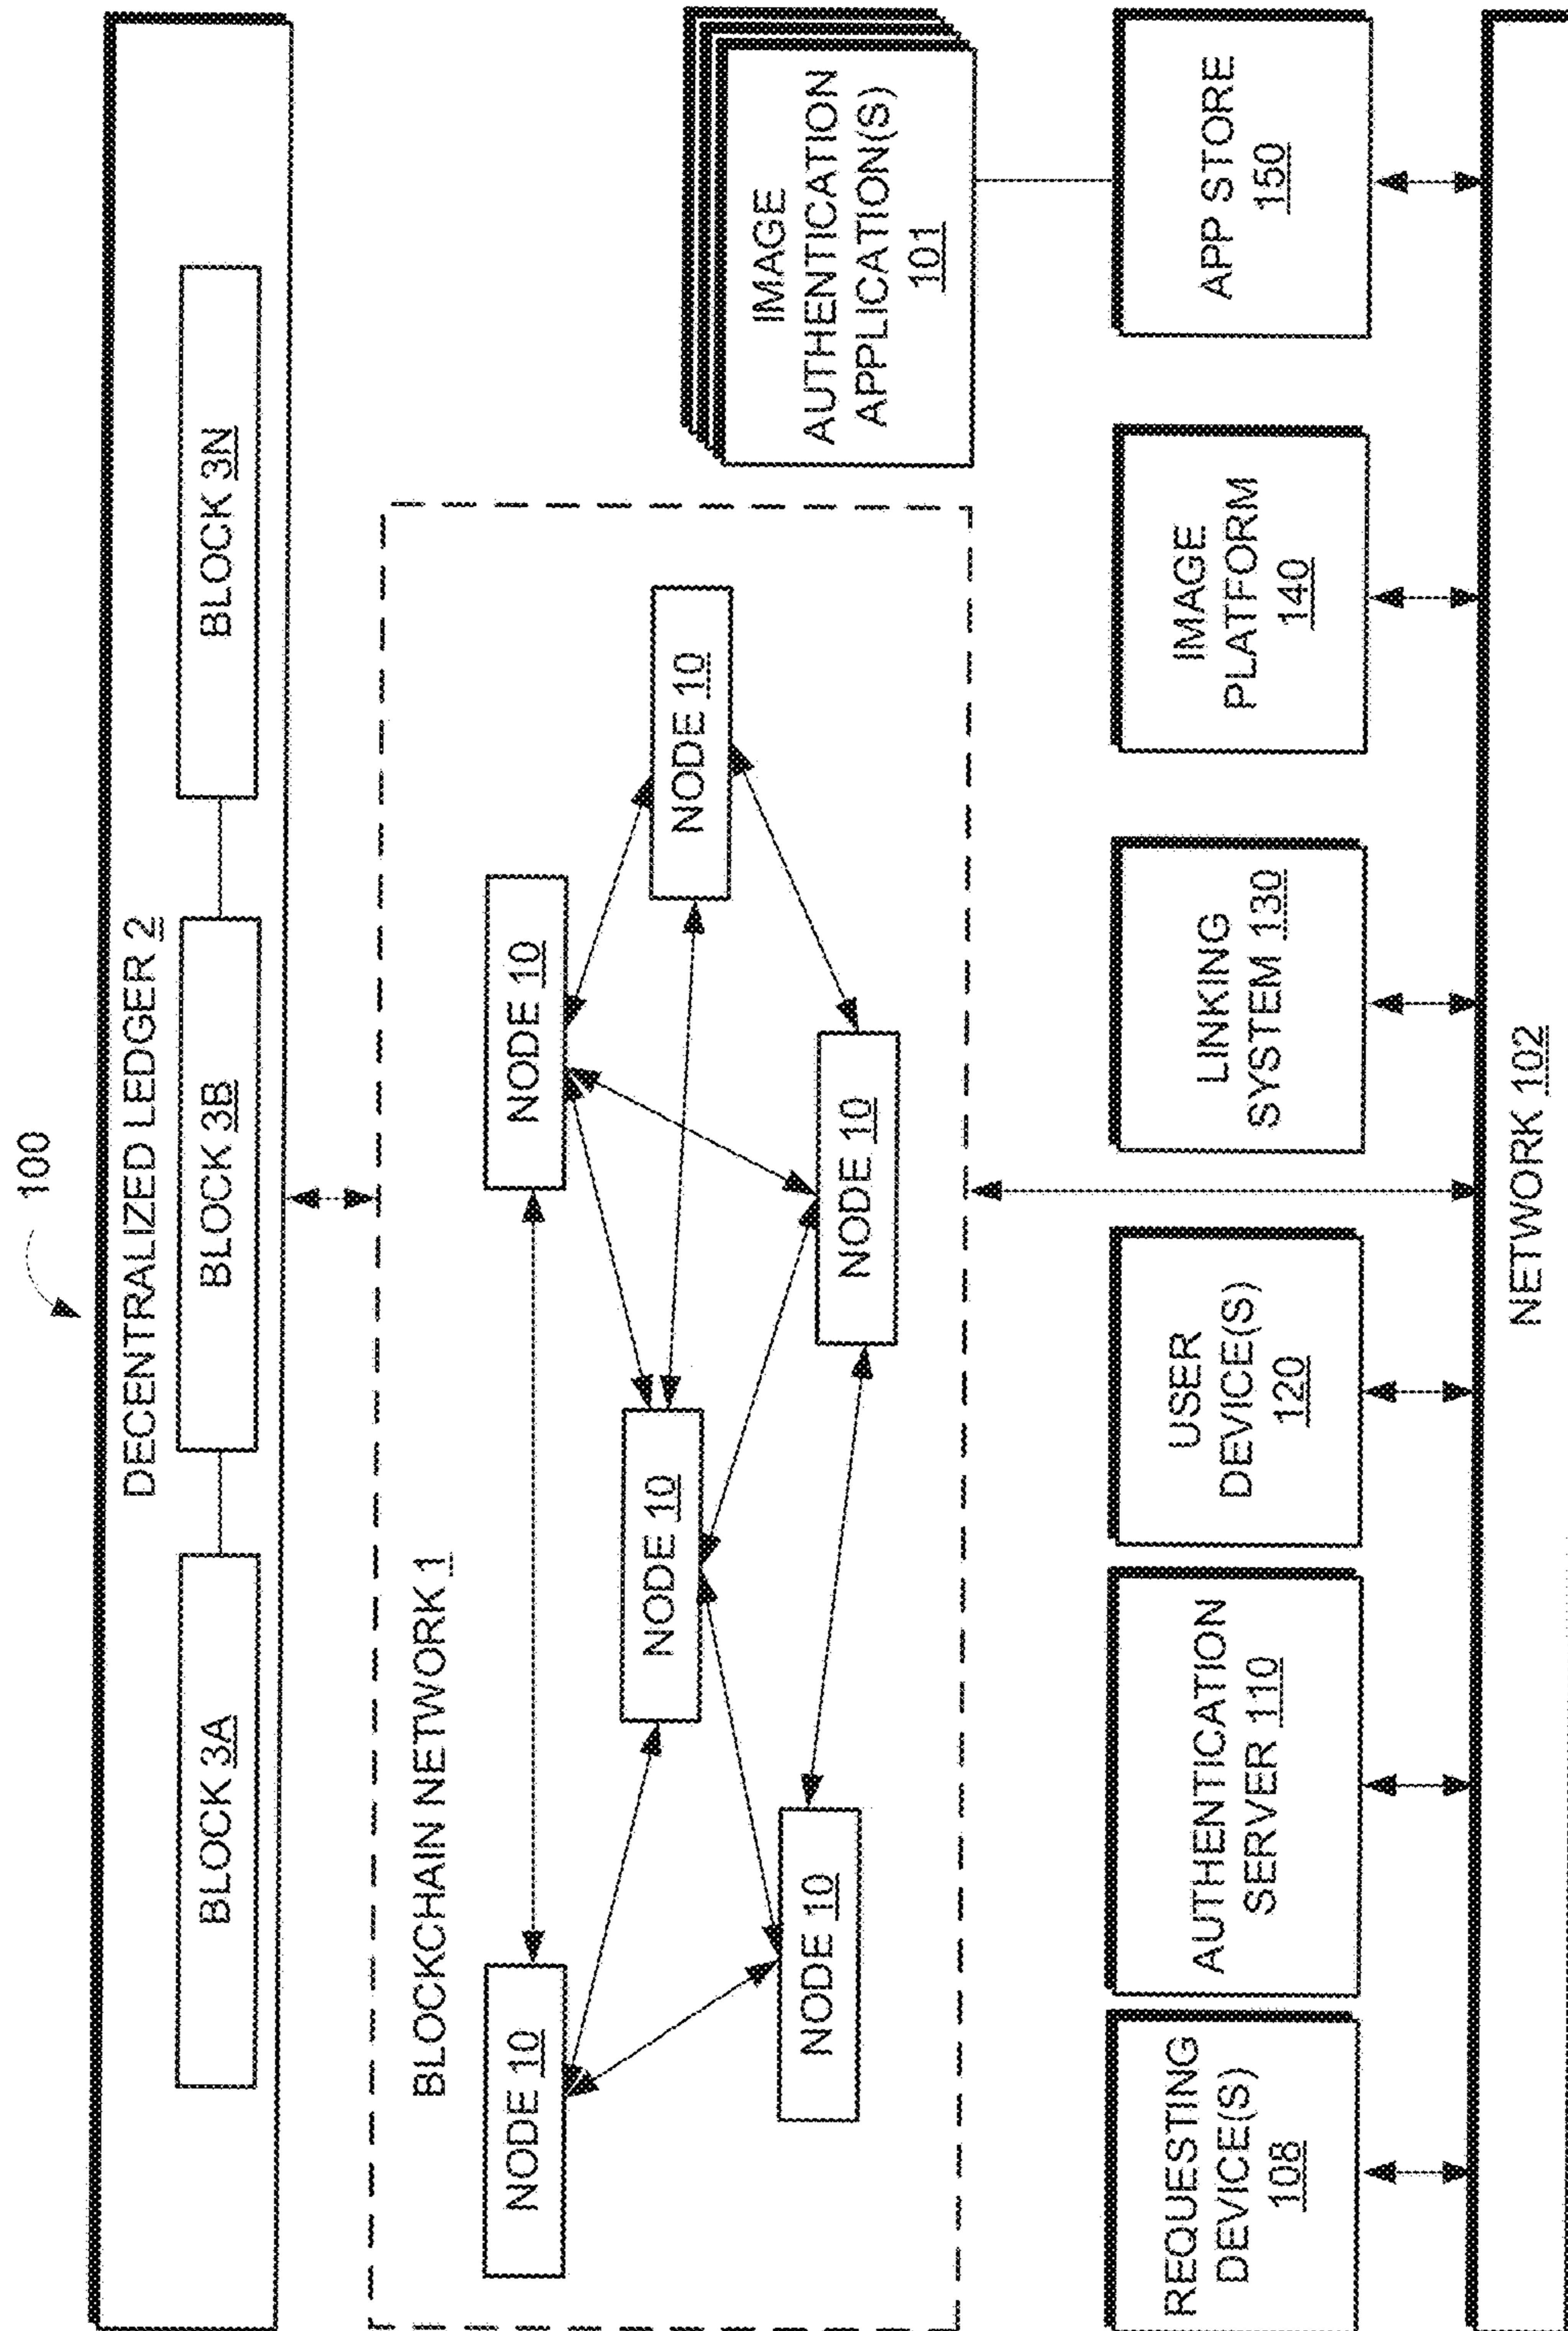 100
DECENTRALIZED LEDGER 2
BLOCK 3A
BLOCK 3B
BLOCK 3N
BLOCKCHAIN NETWORK 1
NODE 10
NODE 10
NODE 10
NODE 10
NODE 10
NODE 10
IMAGE
AUTHENTICATION
APPLICATION(S)
101
REQUESTING
DEVICE(S)
108
AUTHENTICATION
SERVER 110
USER
DEVICE(S)
120
LINKING
SYSTEM 130
IMAGE
PLATFORM
140
APP STORE
150
NETWORK 102